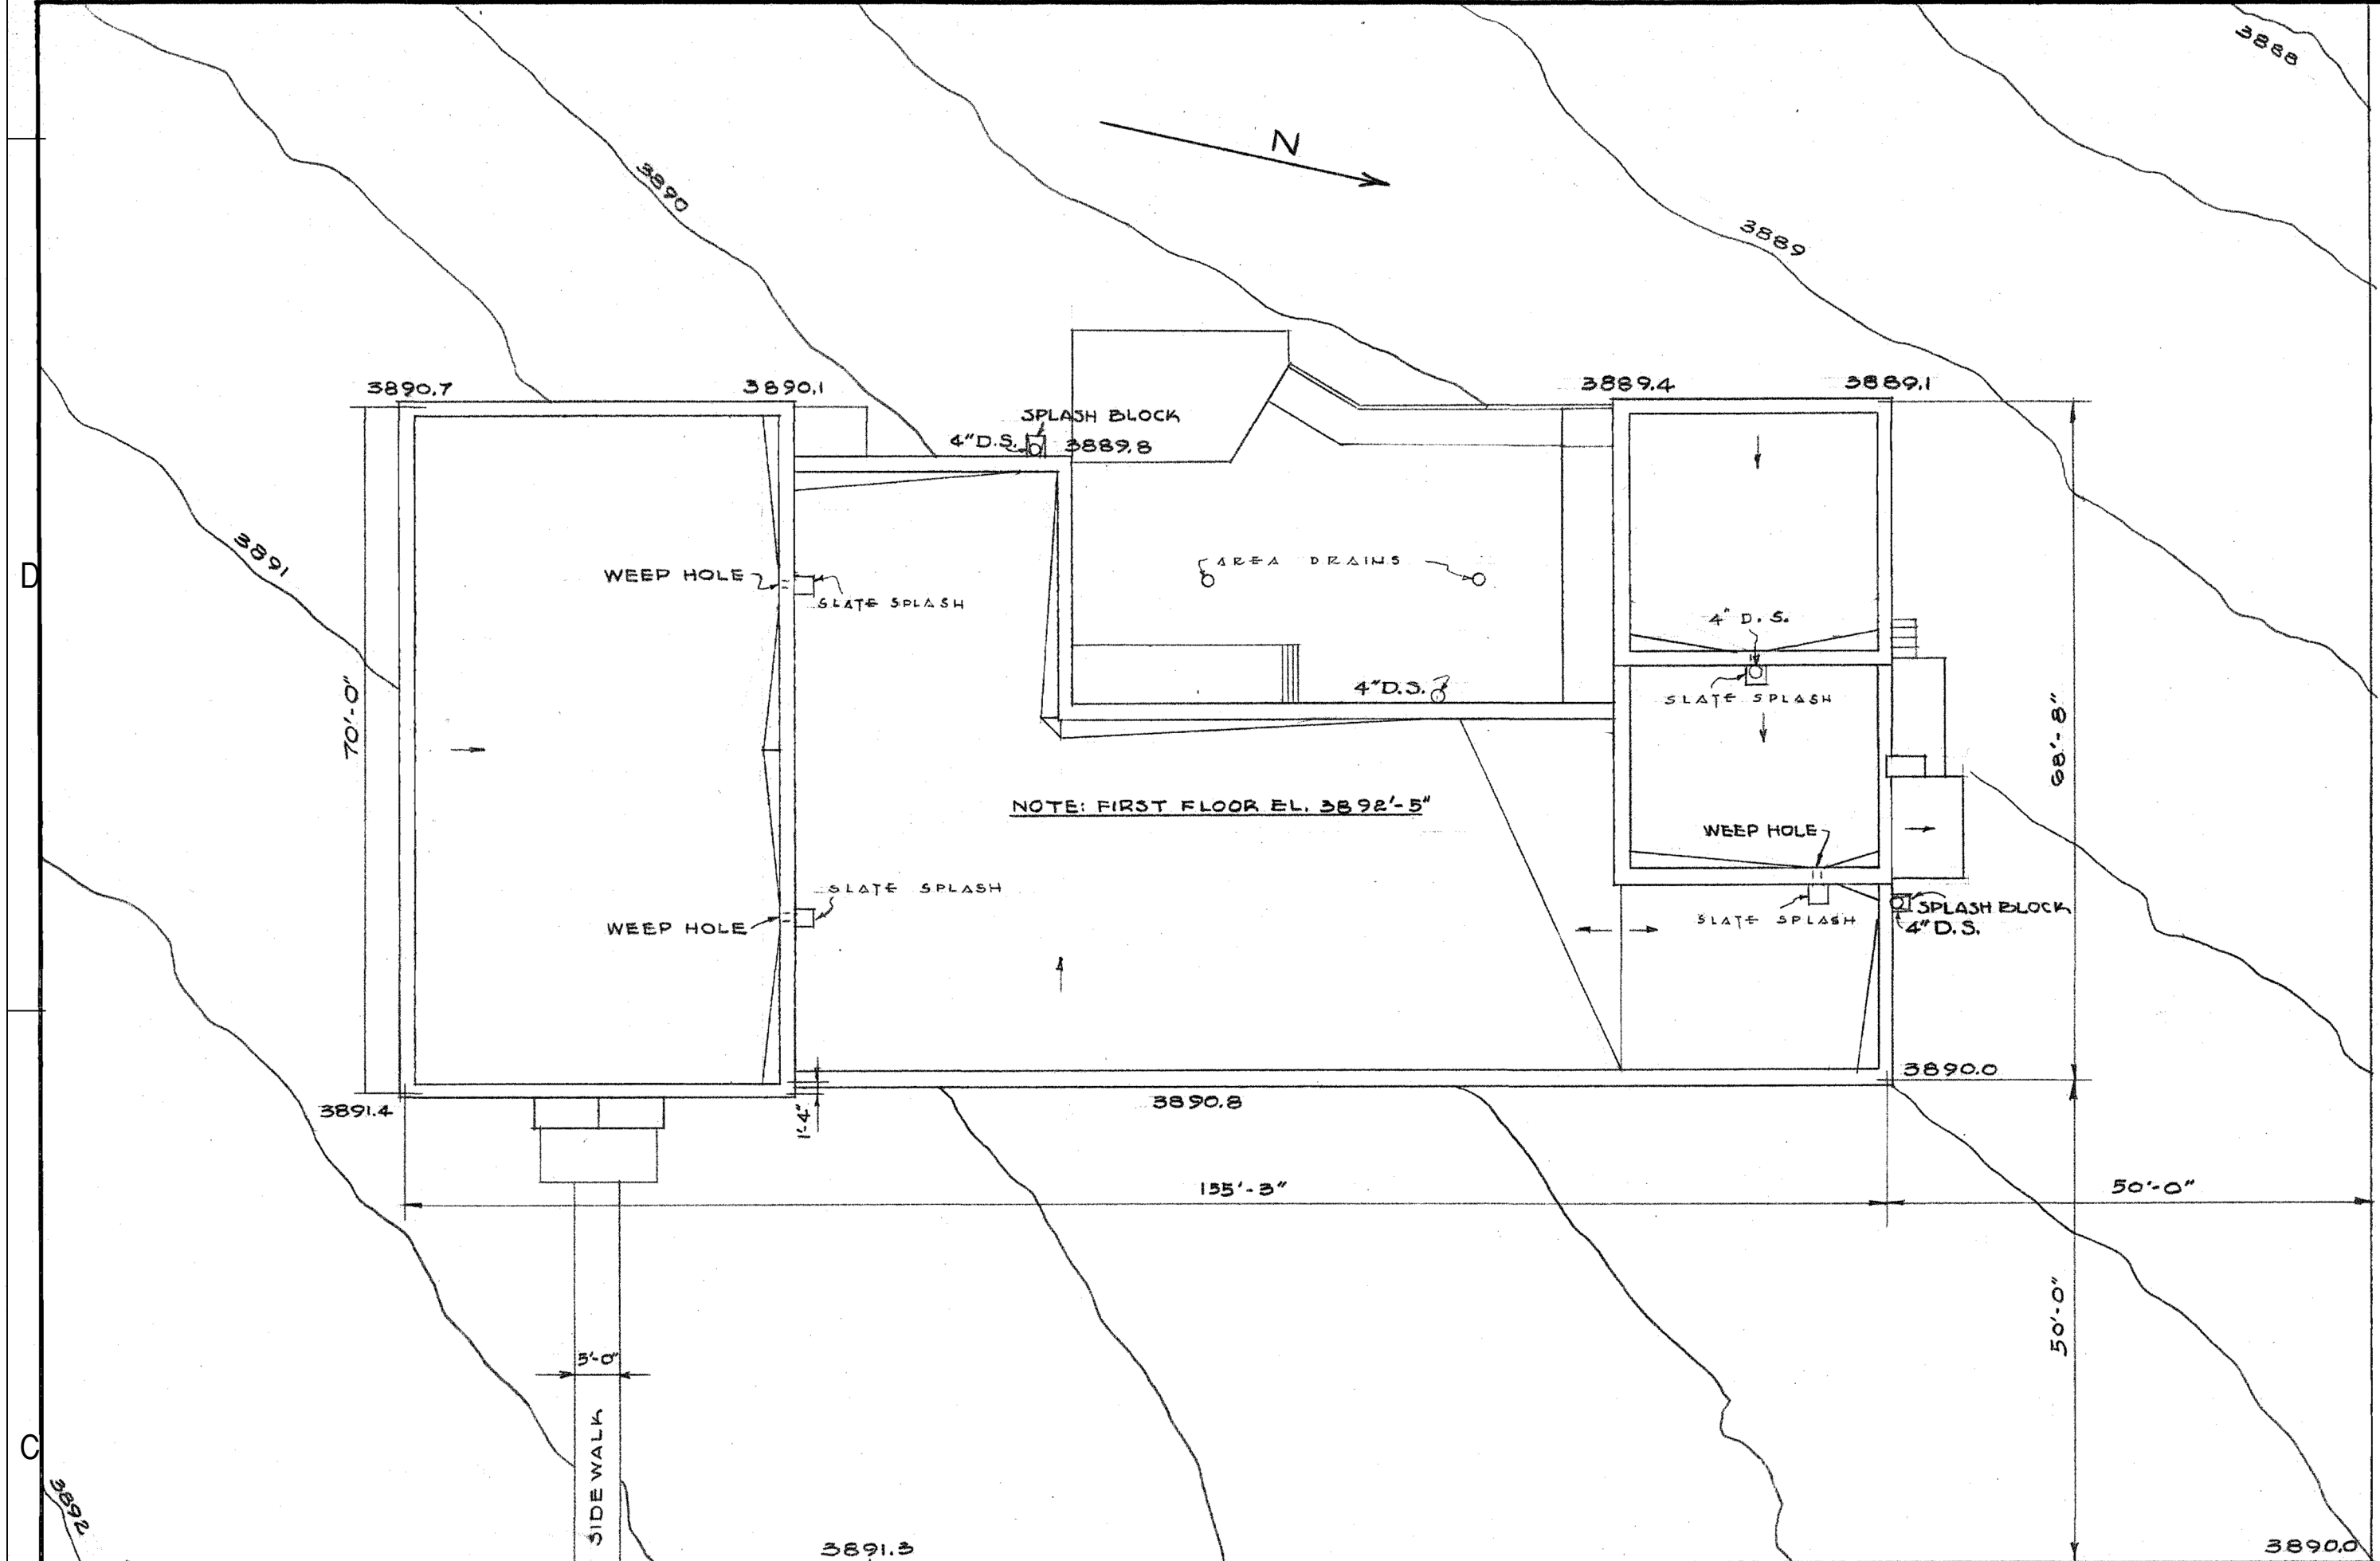 3888
N
3890
3889
3890.7
3890.1
3889.4
3889.1
SPLASH BLOCK
4" D.S.
3889.8
3891
D
WEEP HOLE
SLATE SPLASH
AREA DRAINS
4" D.S.
SLATE SPLASH
4" D.S.
70'-0"
68'-8"
NOTE: FIRST FLOOR EL. 3892'-5"
WEEP HOLE
SLATE SPLASH
WEEP HOLE
SLATE SPLASH
SPLASH BLOCK
4" D.S.
3890.0
3891.4
1'-4"
3890.8
155'-3"
50'-0"
50'-0"
5'-0"
SIDEWALK
C
3892
3891.3
3890.0